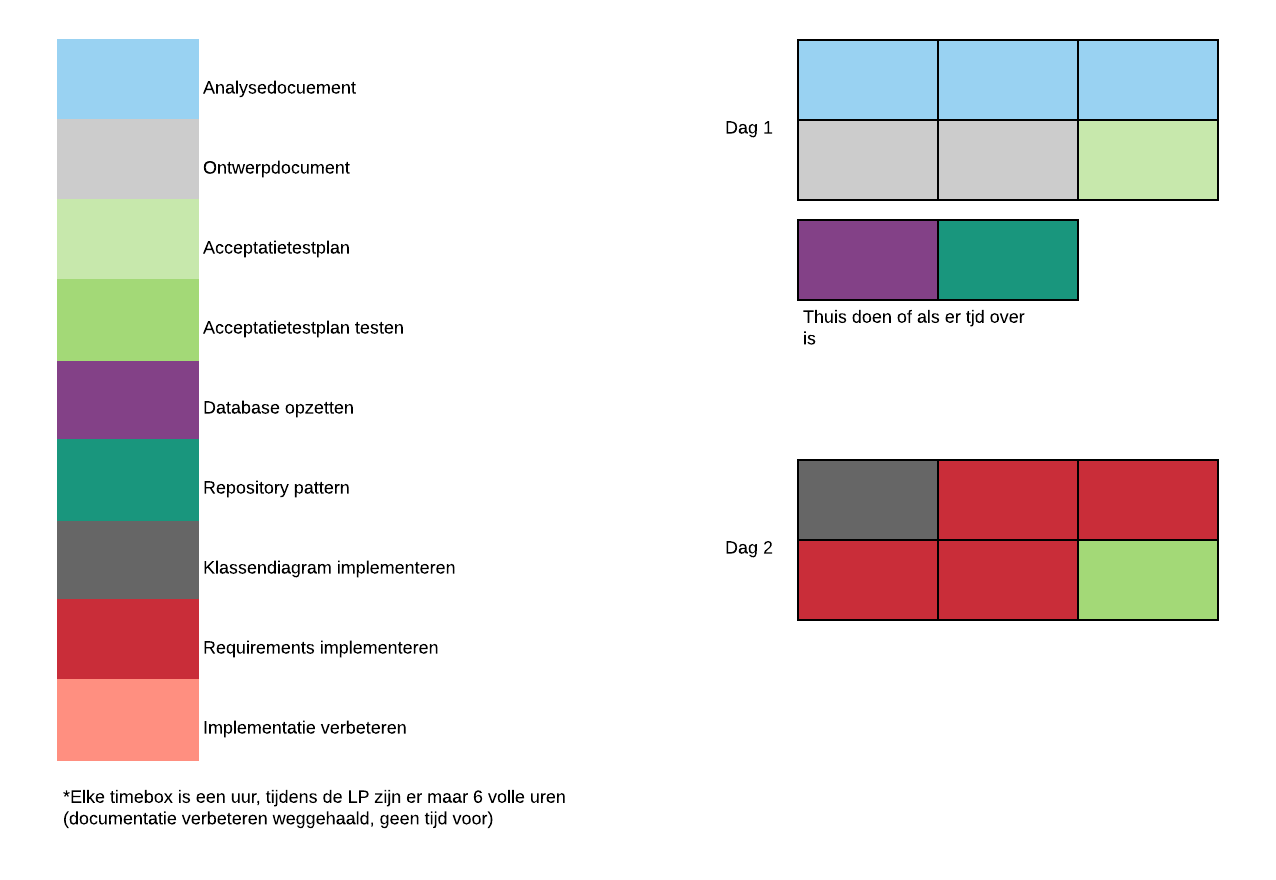 Analysedocuement
Ontwerpdocument
Acceptatietestplan
Acceptatietestplan testen
Database opzetten
Repository pattern
Klassendiagram implementeren
Requirements implementeren
Implementatie verbeteren
*Elke timebox is een uur, tijdens de LP zijn er maar 6 volle uren
(documentatie verbeteren weggehaald, geen tijd voor)
Dag 1
Thuis doen of als er tjd over
is
Dag 2